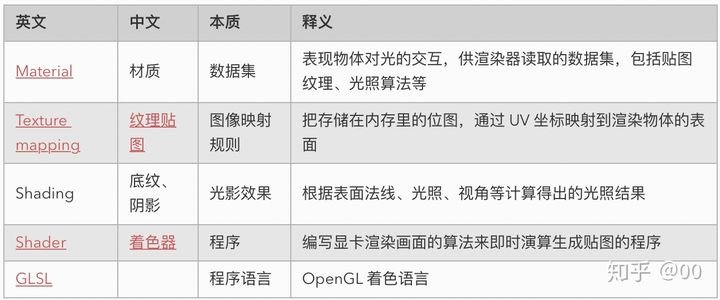 英文 中文 本质 释义
Material 材质 数据集 表现物体对光的交互，供渲染器读取的数据集，包括贴图
纹理、光照算法等
Texture mapping 纹理贴图 图像映射规则 把存储在内存里的位图，通过 UV 坐标映射到渲染物体的表
面
Shading 底纹、阴影 光影效果 根据表面法线、光照、视角等计算得出的光照结果
Shader 着色器 程序 编写显卡渲染画面的算法来即时演算生成贴图的程序
GLSL 程序语言 OpenGL 着色语言
知乎 @00